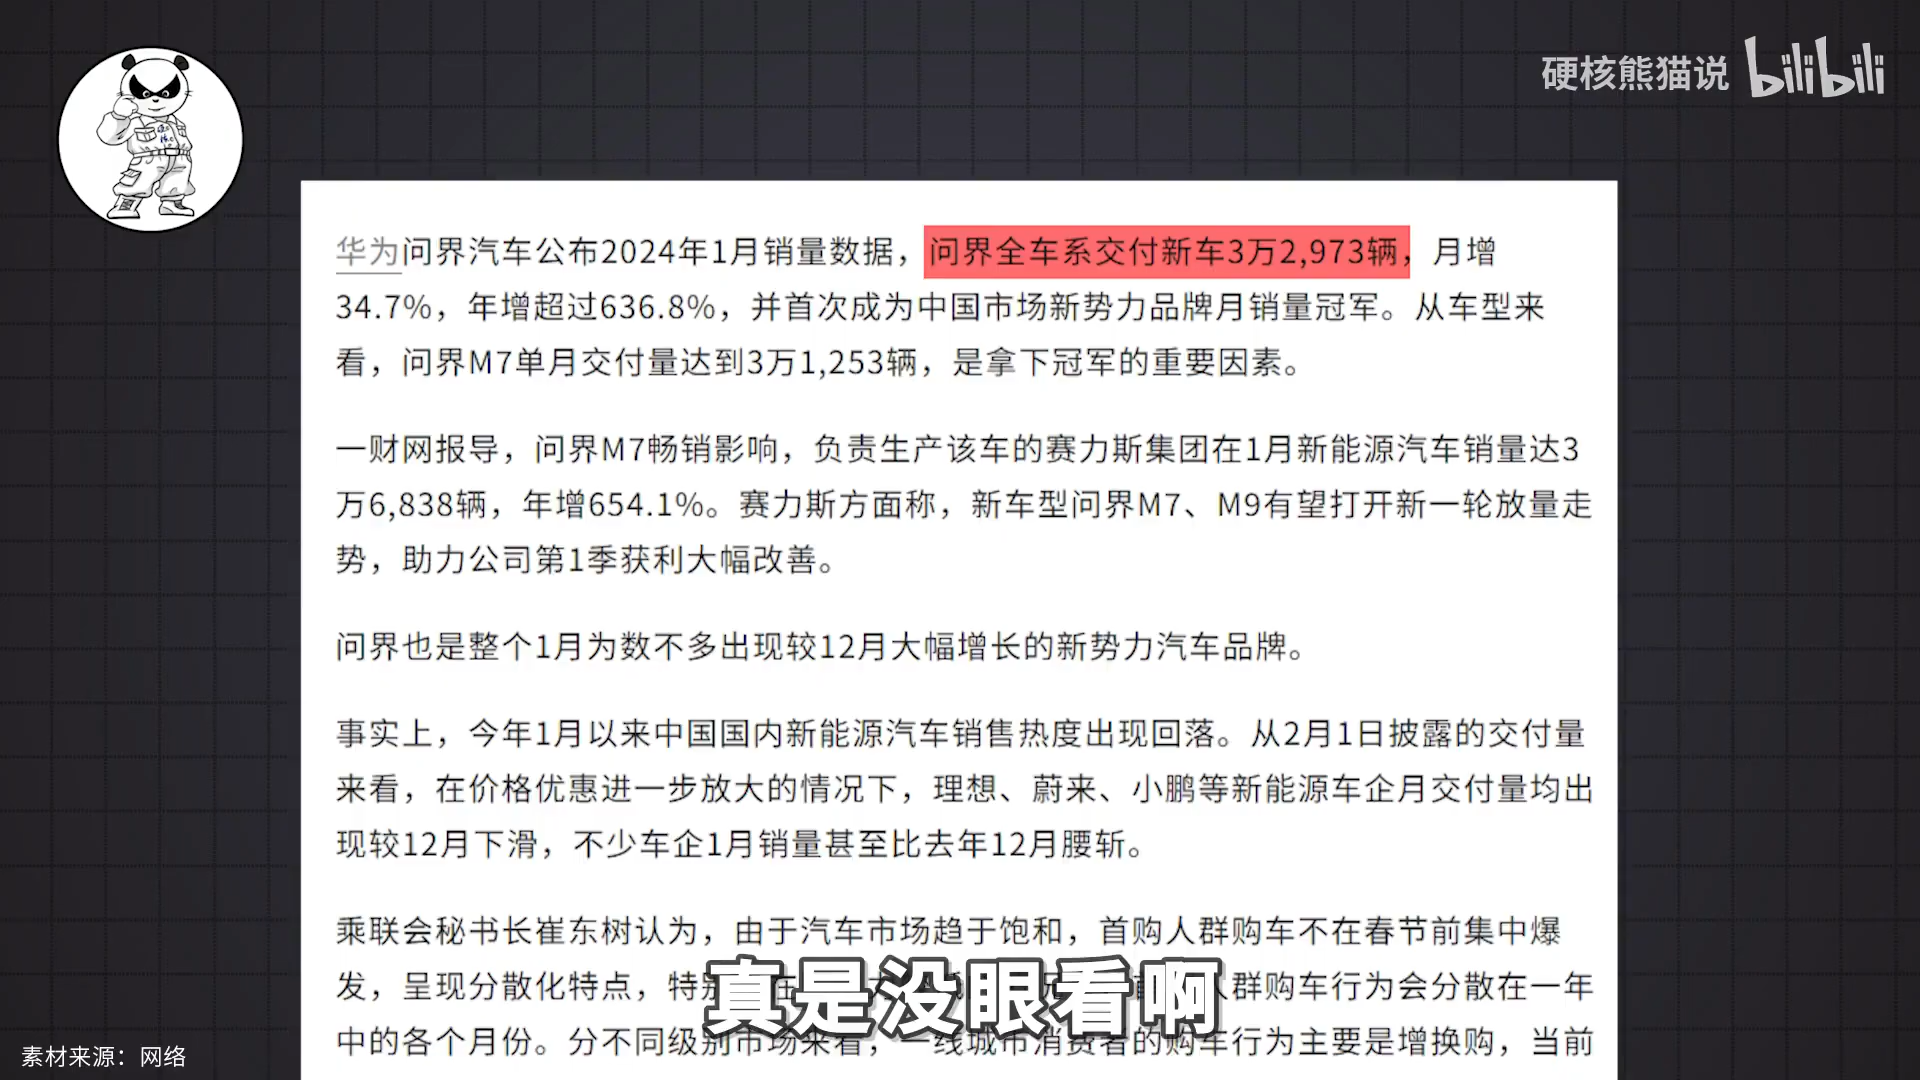 硬核熊猫说 bilibili
华为问界汽车公布2024年1月销量数据，问界全车系交付新车3万2,973辆，月增
34.7%，年增超过636.8%，并首次成为中国市场新势力品牌月销量冠军。从车型来
看，问界M7单月交付量达到3万1,253辆，是拿下冠军的重要因素。
一财网报导，问界M7畅销影响，负责生产该车的赛力斯集团在1月新能源汽车销量达3
万6,838辆，年增654.1%。赛力斯方面称，新车型问界M7、M9有望打开新一轮放量走
势，助力公司第1季获利大幅改善。
问界也是整个1月为数不多出现较12月大幅增长的新势力汽车品牌。
事实上，今年1月以来中国国内新能源汽车销售热度出现回落。从2月1日披露的交付量
来看，在价格优惠进一步放大的情况下，理想、蔚来、小鹏等新能源车企月交付量均出
现较12月下滑，不少车企1月销量甚至比去年12月腰斩。
乘联会秘书长崔东树认为，由于汽车市场趋于饱和，首购人群购车不在春节前集中爆
发，呈现分散化特点，特别在 人群购车行为会分散在一年
真是没眼看啊
中的各个月份。分不同级别市场来看，一线城市消费者的购车行为主要是增换购，当前
素材来源：网络